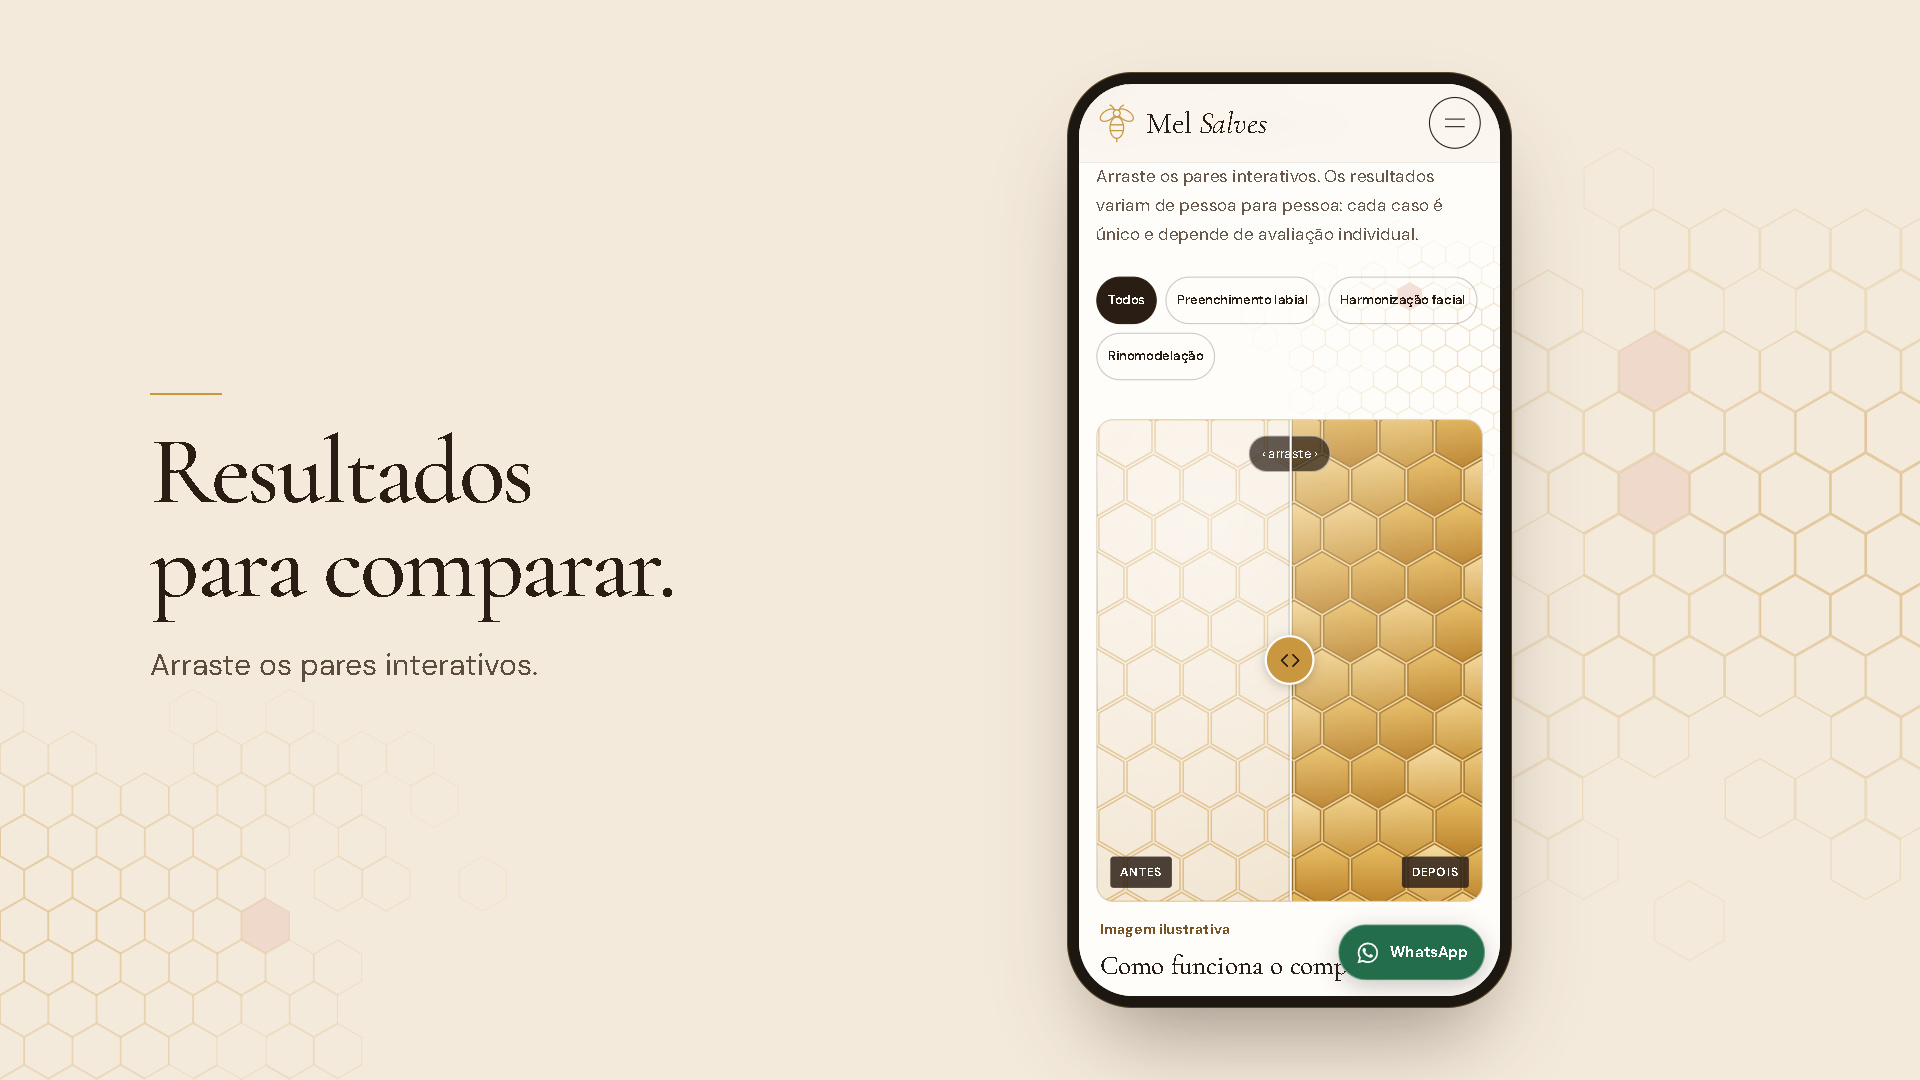 Resultados
para comparar.
Arraste os pares interativos.
Mel Salves
Arraste os pares interativos. Os resultados
variam de pessoa para pessoa: cada caso é
único e depende de avaliação individual.
Todos
Preenchimento labial
Harmonização facial
Rinomodelação
‹ arraste ›
ANTES
DEPOIS
Imagem ilustrativa
Como funciona o comp
WhatsApp